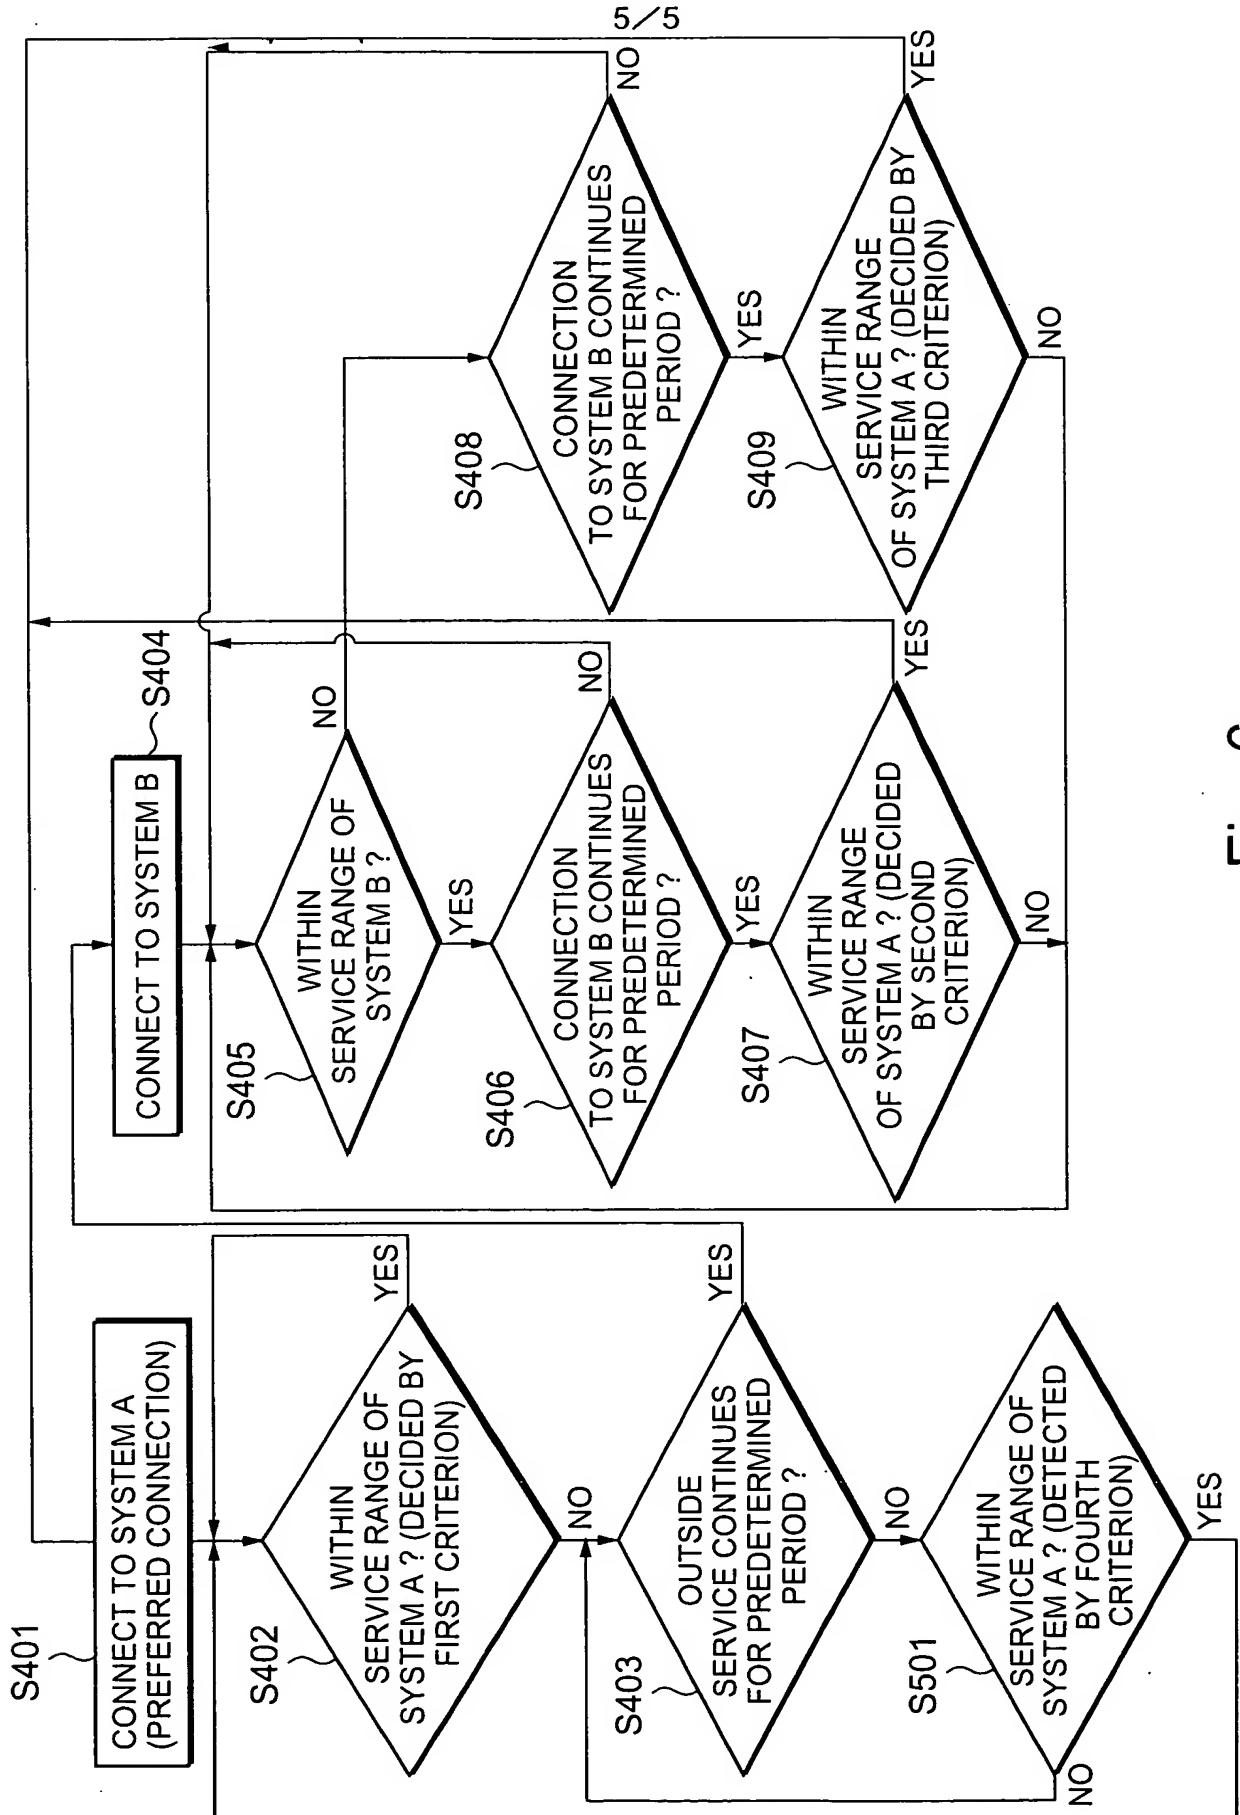 5/5
S401
CONNECT TO SYSTEM A
(PREFERRED CONNECTION)
S402
WITHIN
SERVICE RANGE OF
SYSTEM A ? (DECIDED BY
FIRST CRITERION)
YES
NO
S403
OUTSIDE
SERVICE CONTINUES
FOR PREDETERMINED
PERIOD ?
YES
NO
S501
WITHIN
SERVICE RANGE OF
SYSTEM A ? (DETECTED
BY FOURTH
CRITERION)
NO
YES
CONNECT TO SYSTEM B
S404
S405
WITHIN
SERVICE RANGE OF
SYSTEM B ?
NO
YES
S406
CONNECTION
TO SYSTEM B CONTINUES
FOR PREDETERMINED
PERIOD ?
NO
YES
S407
WITHIN
SERVICE RANGE
OF SYSTEM A ? (DECIDED
BY SECOND
CRITERION)
YES
NO
S408
CONNECTION
TO SYSTEM B CONTINUES
FOR PREDETERMINED
PERIOD ?
NO
YES
S409
WITHIN
SERVICE RANGE
OF SYSTEM A ? (DECIDED BY
THIRD CRITERION)
YES
NO